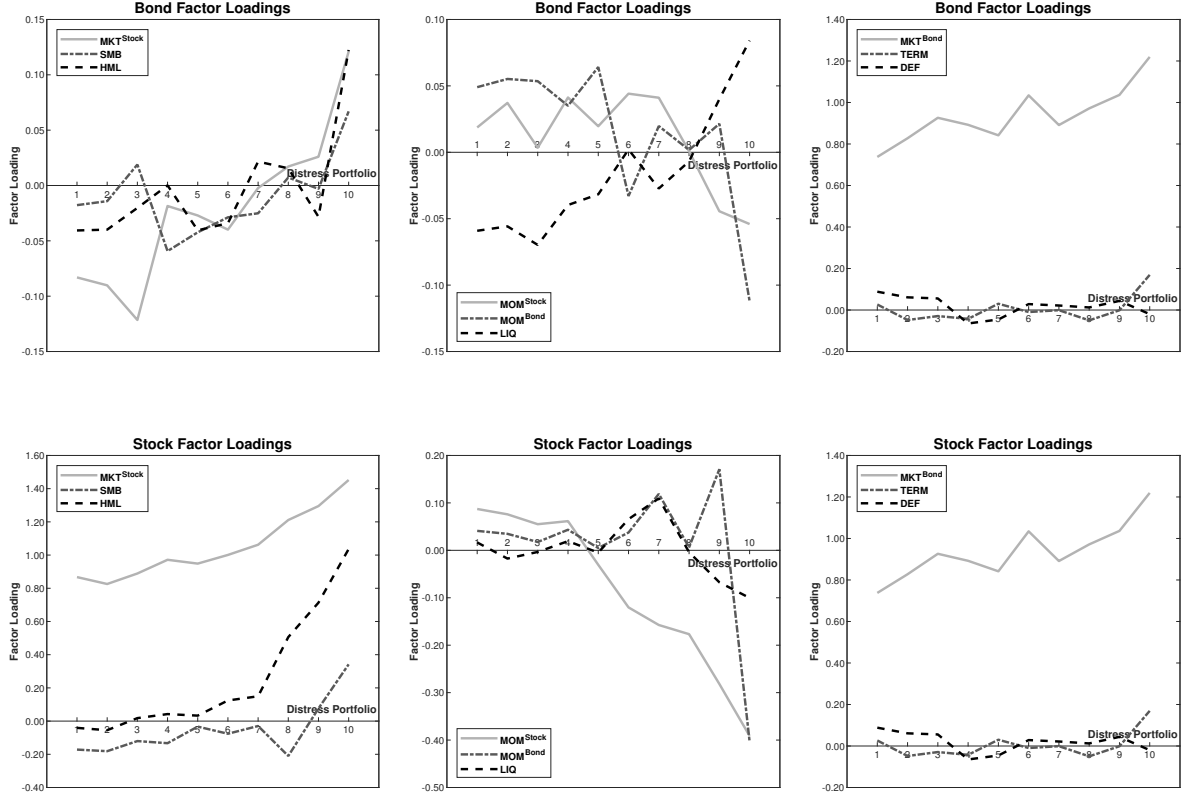 Bond Factor Loadings
MKT^Stock
SMB
HML
0.15
0.10
0.05
0.00
-0.05
-0.10
-0.15
Factor Loading
1 2 3 4 5 6 7 8 9 10
Distress Portfolio
Bond Factor Loadings
0.10
0.05
0.00
-0.05
-0.10
-0.15
Factor Loading
1 2 3 4 5 6 7 8 9 10
Distress Portfolio
MOM^Stock
MOM^Bond
LIQ
Bond Factor Loadings
MKT^Bond
TERM
DEF
1.40
1.20
1.00
0.80
0.60
0.40
0.20
0.00
-0.20
Factor Loading
Distress Portfolio
1 2 3 4 5 6 7 8 9 10
Stock Factor Loadings
MKT^Stock
SMB
HML
1.60
1.40
1.20
1.00
0.80
0.60
0.40
0.20
0.00
-0.20
-0.40
Factor Loading
Distress Portfolio
1 2 3 4 5 6 7 8 9 10
Stock Factor Loadings
0.20
0.10
0.00
-0.10
-0.20
-0.30
-0.40
-0.50
Factor Loading
1 2 3 4 5 6 7 8 9 10
Distress Portfolio
MOM^Stock
MOM^Bond
LIQ
Stock Factor Loadings
MKT^Bond
TERM
DEF
1.40
1.20
1.00
0.80
0.60
0.40
0.20
0.00
-0.20
Factor Loading
Distress Portfolio
1 2 3 4 5 6 7 8 9 10